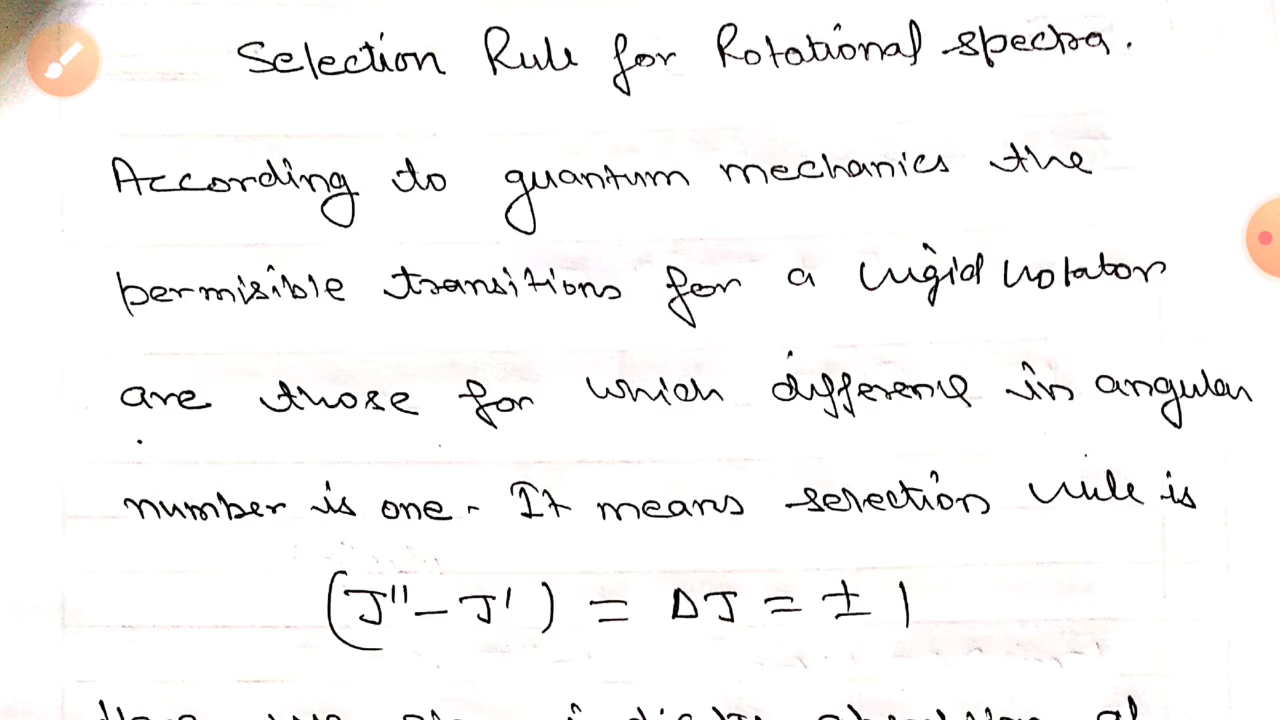 Selection Rule for Rotational spectra.
According to quantum mechanics the
permisible transitions for a rigid rotator
are those for which difference in angular
number is one. It means selection rule is
(J" - J') = ΔJ = ± 1